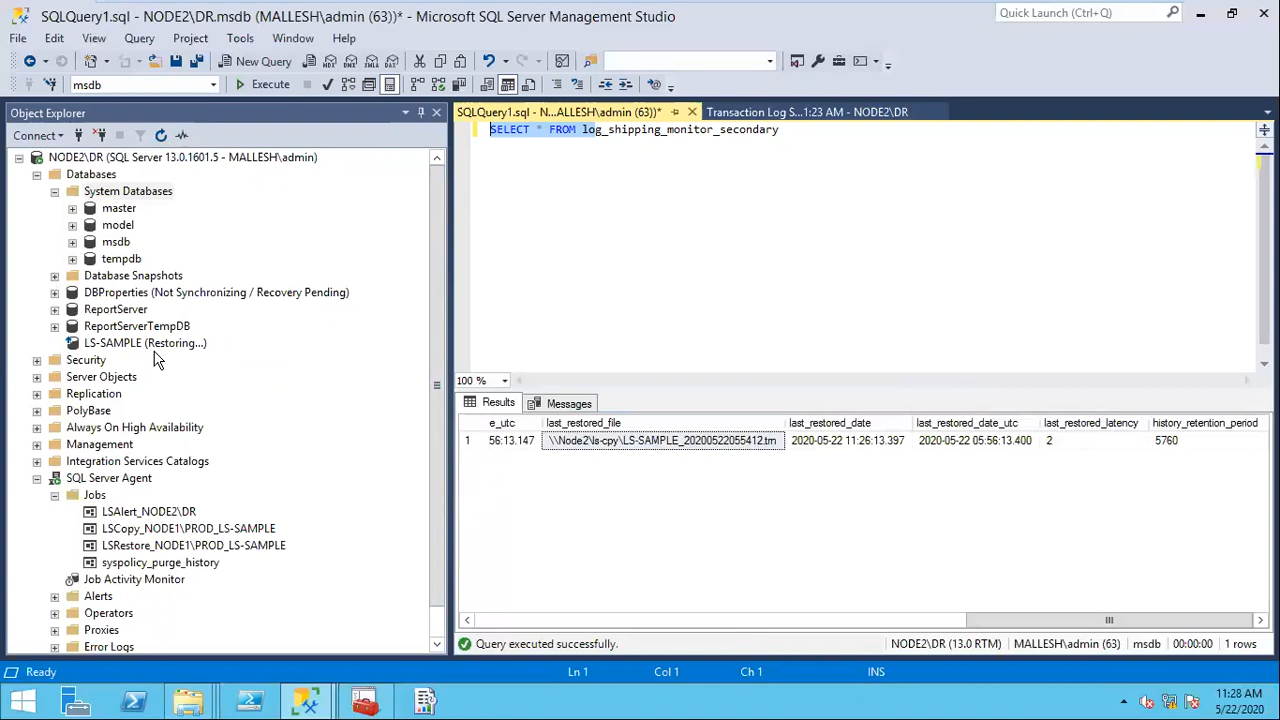 SQLQuery1.sql - NODE2\DR.msdb (MALLESH\admin (63))* - Microsoft SQL Server Management Studio
Quick Launch (Ctrl+Q)
File Edit View Query Project Tools Window Help
New Query
msdb
Execute
Object Explorer
SQLQuery1.sql - N...ALLESH\admin (63))*
Transaction Log S...1:23 AM - NODE2\DR
Connect
SELECT * FROM log_shipping_monitor_secondary
NODE2\DR (SQL Server 13.0.1601.5 - MALLESH\admin)
Databases
System Databases
master
model
msdb
tempdb
Database Snapshots
DBProperties (Not Synchronizing / Recovery Pending)
ReportServer
ReportServerTempDB
LS-SAMPLE (Restoring...)
Security
Server Objects
Replication
PolyBase
Always On High Availability
Management
Integration Services Catalogs
SQL Server Agent
Jobs
LSAlert_NODE2\DR
LSCopy_NODE1\PROD_LS-SAMPLE
LSRestore_NODE1\PROD_LS-SAMPLE
syspolicy_purge_history
Job Activity Monitor
Alerts
Operators
Proxies
Error Logs
100 %
Results
Messages
e_utc last_restored_file last_restored_date last_restored_date_utc last_restored_latency history_retention_period
1 56:13.147 \\Node2\ls-cpy\LS-SAMPLE_20200522055412.trn 2020-05-22 11:26:13.397 2020-05-22 05:56:13.400 2 5760
Query executed successfully.
NODE2\DR (13.0 RTM) MALLESH\admin (63) msdb 00:00:00 1 rows
Ready Ln 1 Col 1 Ch 1 INS
11:28 AM
5/22/2020